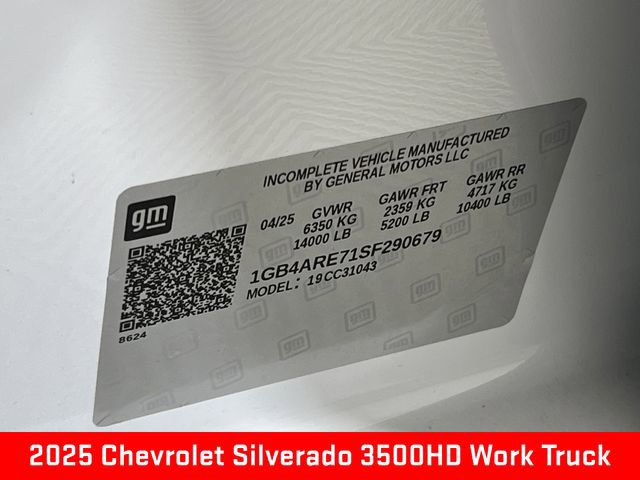 INCOMPLETE VEHICLE MANUFACTURED
BY GENERAL MOTORS LLC
gm
04/25 GVWR GAWR FRT GAWR RR
6350 KG 2359 KG 4717 KG
14000 LB 5200 LB 10400 LB
1GB4ARE71SF290679
MODEL: 19CC31043
8624
2025 Chevrolet Silverado 3500HD Work Truck